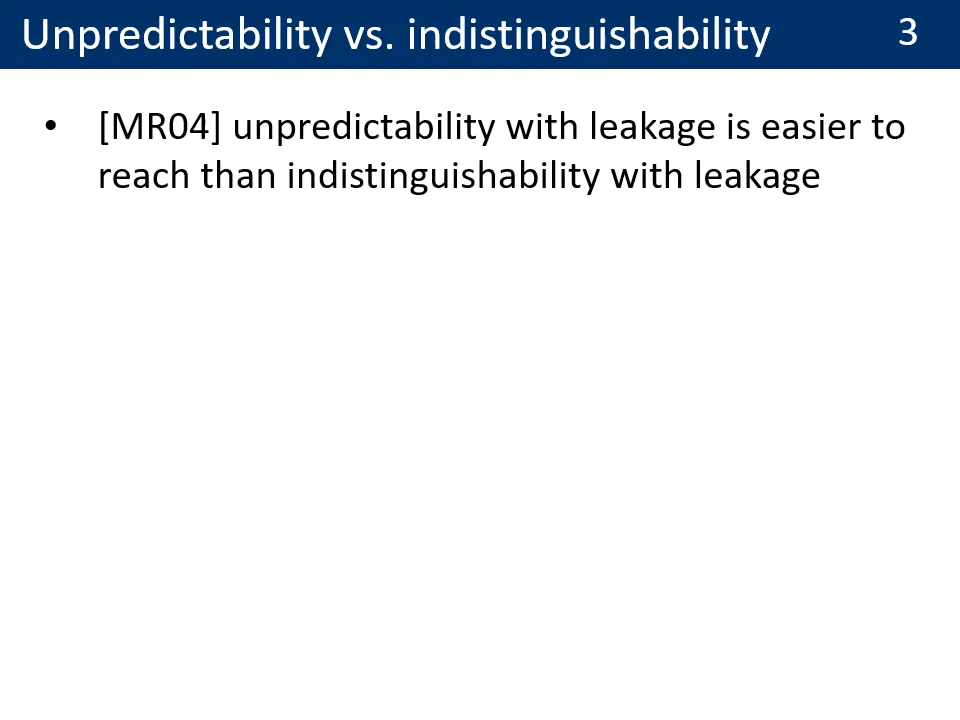 Unpredictability vs. indistinguishability 3
• [MR04] unpredictability with leakage is easier to
reach than indistinguishability with leakage